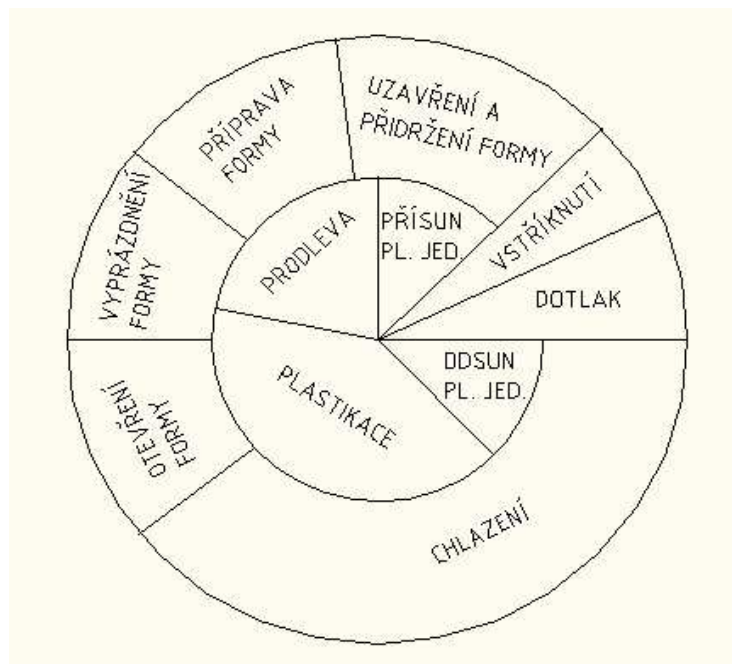 UZAVŘENÍ A
PŘIDRŽENÍ FORMY
VSTŘÍKNUTÍ
DOTLAK
CHLAZENÍ
OTEVŘENÍ
FORMY
VYPRÁZDNĚNÍ
FORMY
PŘÍPRAVA
FORMY
PŘÍSUN
PL. JED.
ODSUN
PL. JED.
PLASTIKACE
PRODLEVA